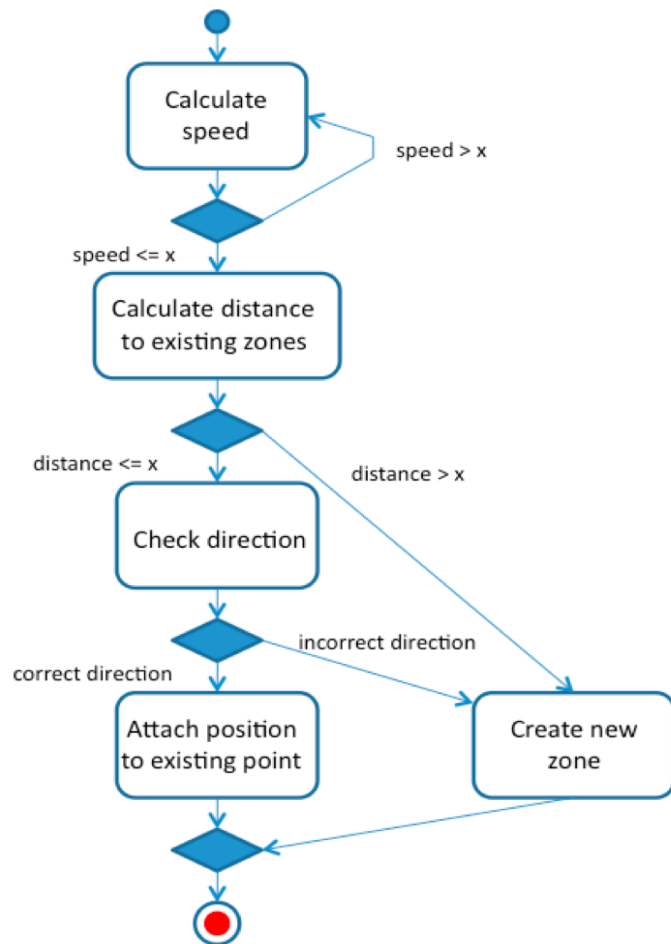 Calculate
speed
speed > x
speed <= x
Calculate distance
to existing zones
distance <= x
distance > x
Check direction
incorrect direction
correct direction
Attach position
to existing point
Create new
zone